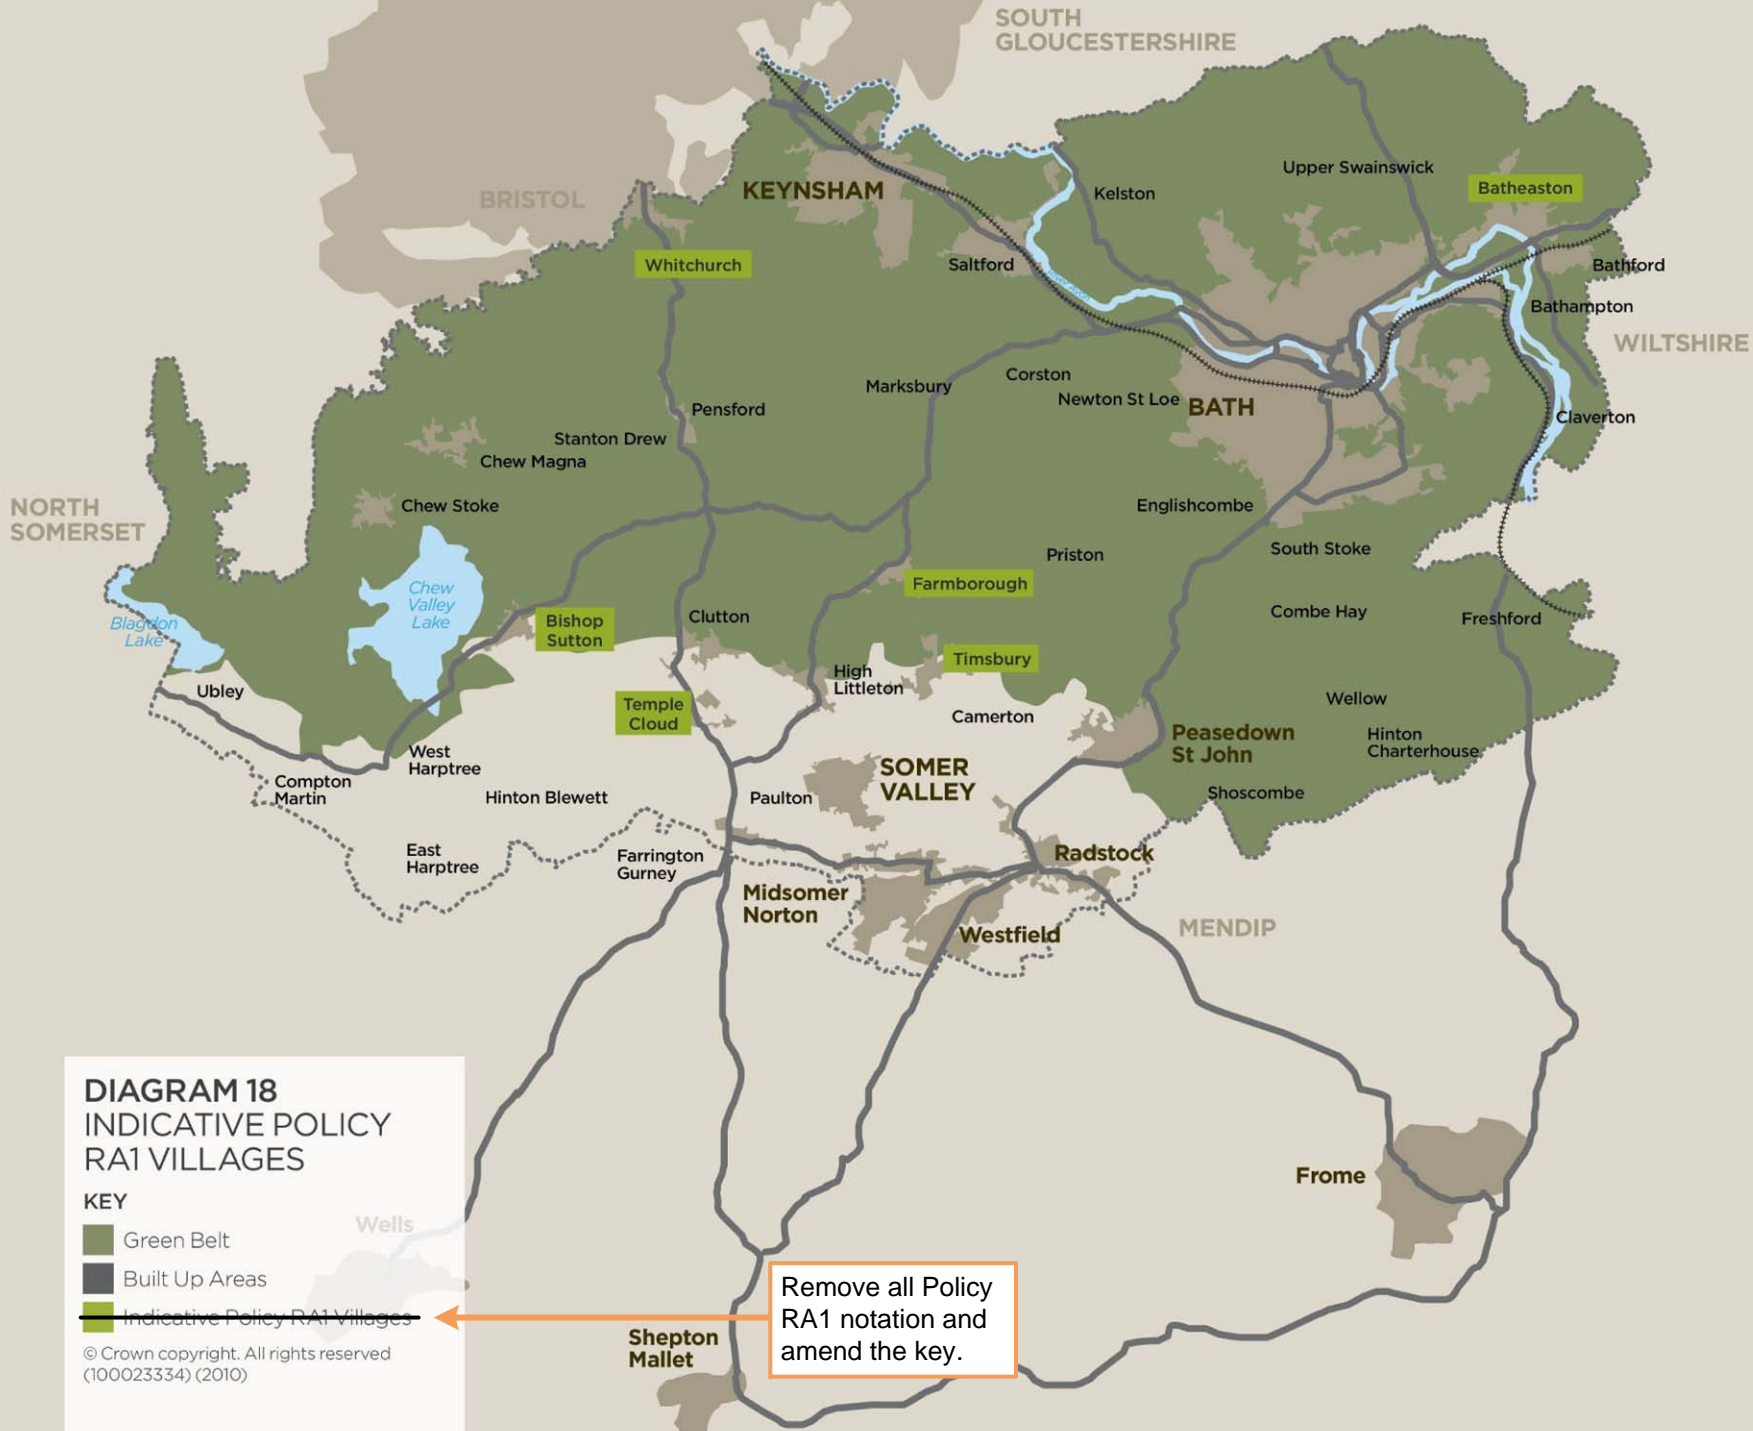 SOUTH
GLOUCESTERSHIRE
Upper Swainswick
Batheaston
KEYNSHAM
BRISTOL
Kelston
Whitchurch
Saltford
Bathford
River Avon
Bathampton
WILTSHIRE
Marksbury
Corston
Newton St Loe
BATH
Pensford
Claverton
Stanton Drew
Chew Magna
NORTH
SOMERSET
Chew Stoke
Englishcombe
South Stoke
Priston
Chew
Valley
Lake
Farmborough
Blagdon
Lake
Bishop
Sutton
Clutton
Combe Hay
Freshford
Timsbury
High
Littleton
Ubley
Temple
Cloud
Camerton
Wellow
Peasedown
St John
Hinton
Charterhouse
West
Harptree
Compton
Martin
Hinton Blewett
Paulton
SOMER
VALLEY
Shoscombe
East
Harptree
Farrington
Gurney
Radstock
Midsomer
Norton
Westfield
MENDIP
DIAGRAM 18
INDICATIVE POLICY
RA1 VILLAGES
KEY
Green Belt
Built Up Areas
Indicative Policy RA1 Villages
© Crown copyright. All rights reserved
(100023334) (2010)
Wells
Frome
Remove all Policy
RA1 notation and
amend the key.
Shepton
Mallet